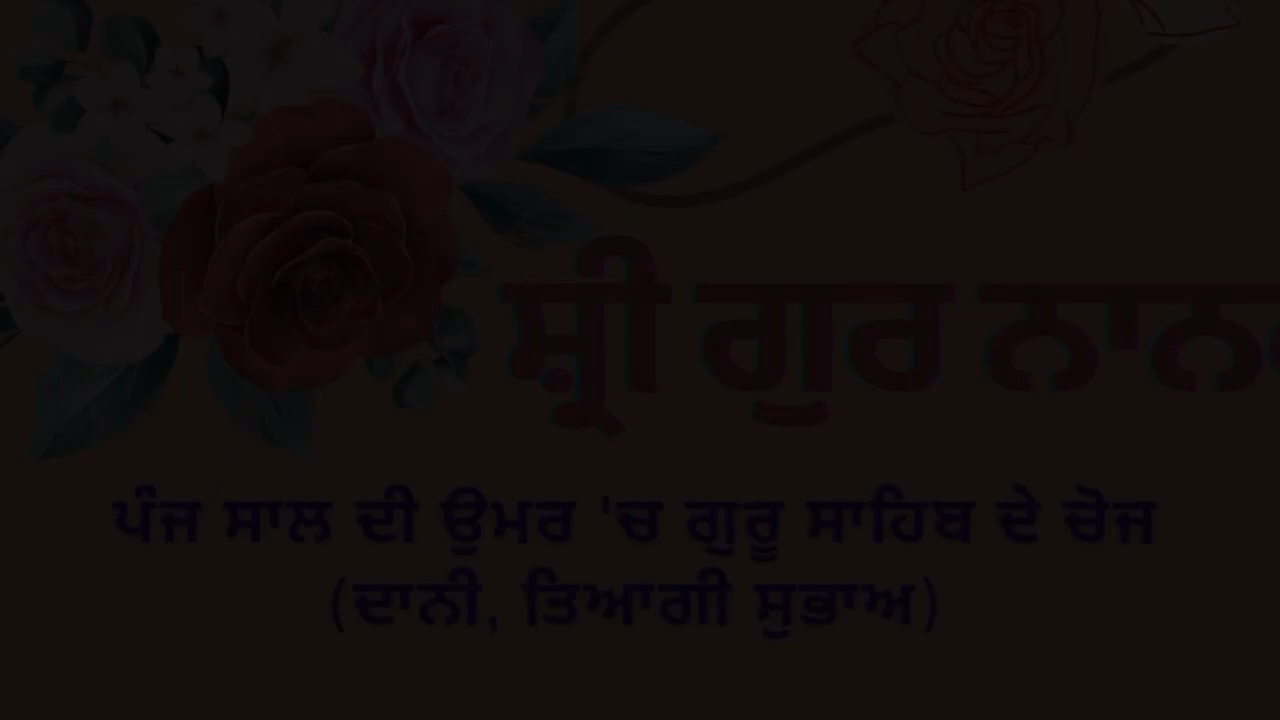 ਸ਼੍ਰੀ ਗੁਰ ਨਾਨ
ਪੰਜ ਸਾਲ ਦੀ ਉਮਰ 'ਚ ਗੁਰੂ ਸਾਹਿਬ ਦੇ ਚੋਜ
(ਦਾਨੀ, ਤਿਆਗੀ ਸੁਭਾਅ)